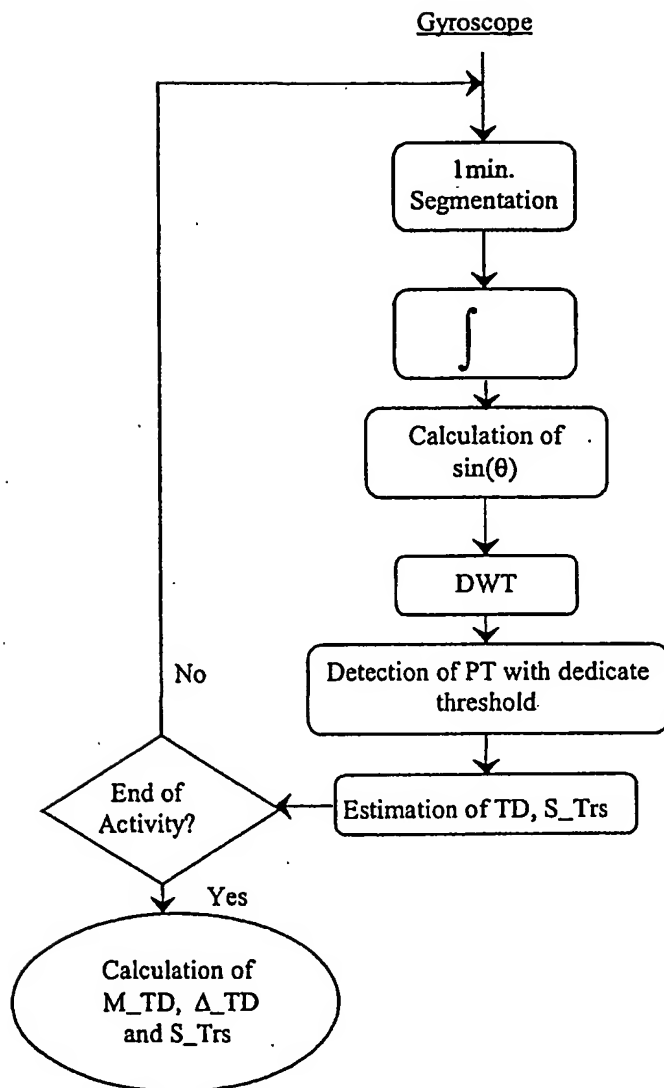 Gyroscope
1min.
Segmentation
∫
Calculation of
sin(θ)
DWT
Detection of PT with dedicate
threshold
Estimation of TD, S_Trs
No
End of
Activity?
Yes
Calculation of
M_TD, Δ_TD
and S_Trs